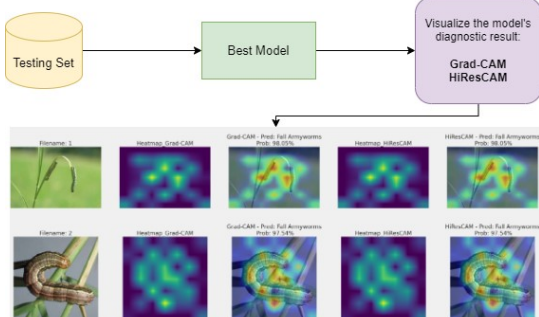 Testing Set
Best Model
Visualize the model's
diagnostic result:
Grad-CAM
HiResCAM
Filename: 1
Heatmap_Grad-CAM
Grad-CAM - Pred: Fall Armyworms
Prob: 98.05%
Heatmap_HiResCAM
HiResCAM - Pred: Fall Armyworms
Prob: 98.05%
Filename: 2
Heatmap_Grad-CAM
Grad-CAM - Pred: Fall Armyworms
Prob: 97.54%
Heatmap_HiResCAM
HiResCAM - Pred: Fall Armyworms
Prob: 97.54%